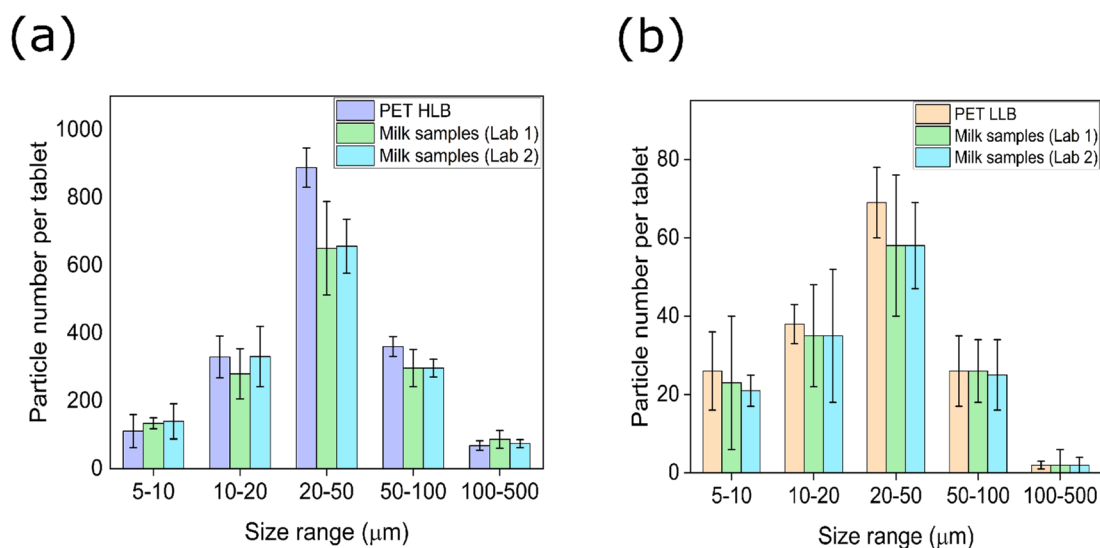 (a)
PET HLB
Milk samples (Lab 1)
Milk samples (Lab 2)
Particle number per tablet
1000
800
600
400
200
0
5-10 10-20 20-50 50-100 100-500
Size range (μm)
(b)
PET LLB
Milk samples (Lab 1)
Milk samples (Lab 2)
Particle number per tablet
80
60
40
20
0
5-10 10-20 20-50 50-100 100-500
Size range (μm)